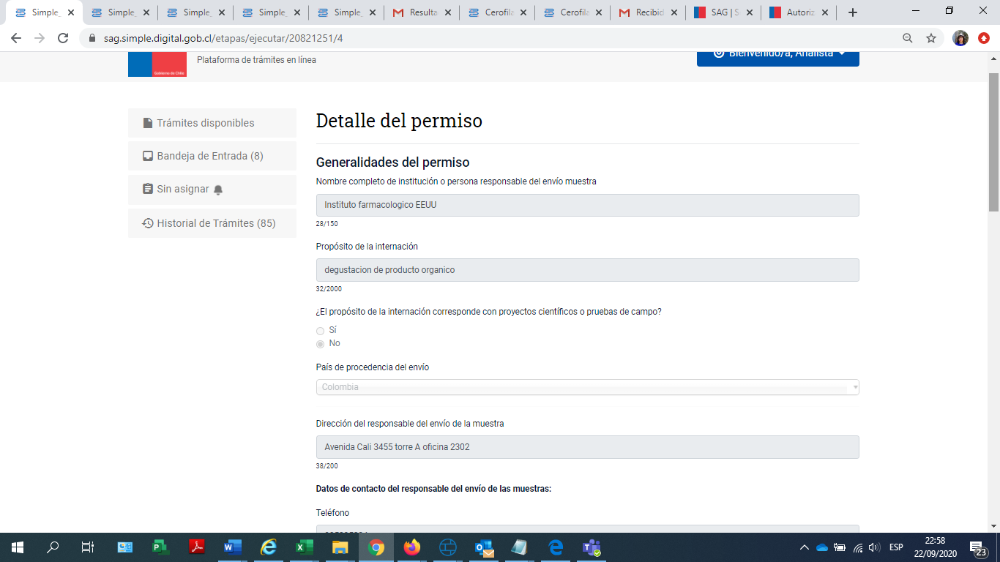 Simple_
Simple_
Simple_
Simple_
Simple_
Resulta
Cerofila
Cerofila
Recibid
SAG | S
Autoriz
sag.simple.digital.gob.cl/etapas/ejecutar/20821251/4
Gobierno de Chile
Plataforma de trámites en línea
Bienvenido/a, Analista
Trámites disponibles
Bandeja de Entrada (8)
Sin asignar
Historial de Trámites (85)
Detalle del permiso
Generalidades del permiso
Nombre completo de institución o persona responsable del envío muestra
Instituto farmacologico EEUU
28/150
Propósito de la internación
degustacion de producto organico
32/2000
¿El propósito de la internación corresponde con proyectos científicos o pruebas de campo?
Sí
No
País de procedencia del envío
Colombia
Dirección del responsable del envío de la muestra
Avenida Cali 3455 torre A oficina 2302
38/200
Datos de contacto del responsable del envío de las muestras:
Teléfono
ESP
22:58
22/09/2020
23